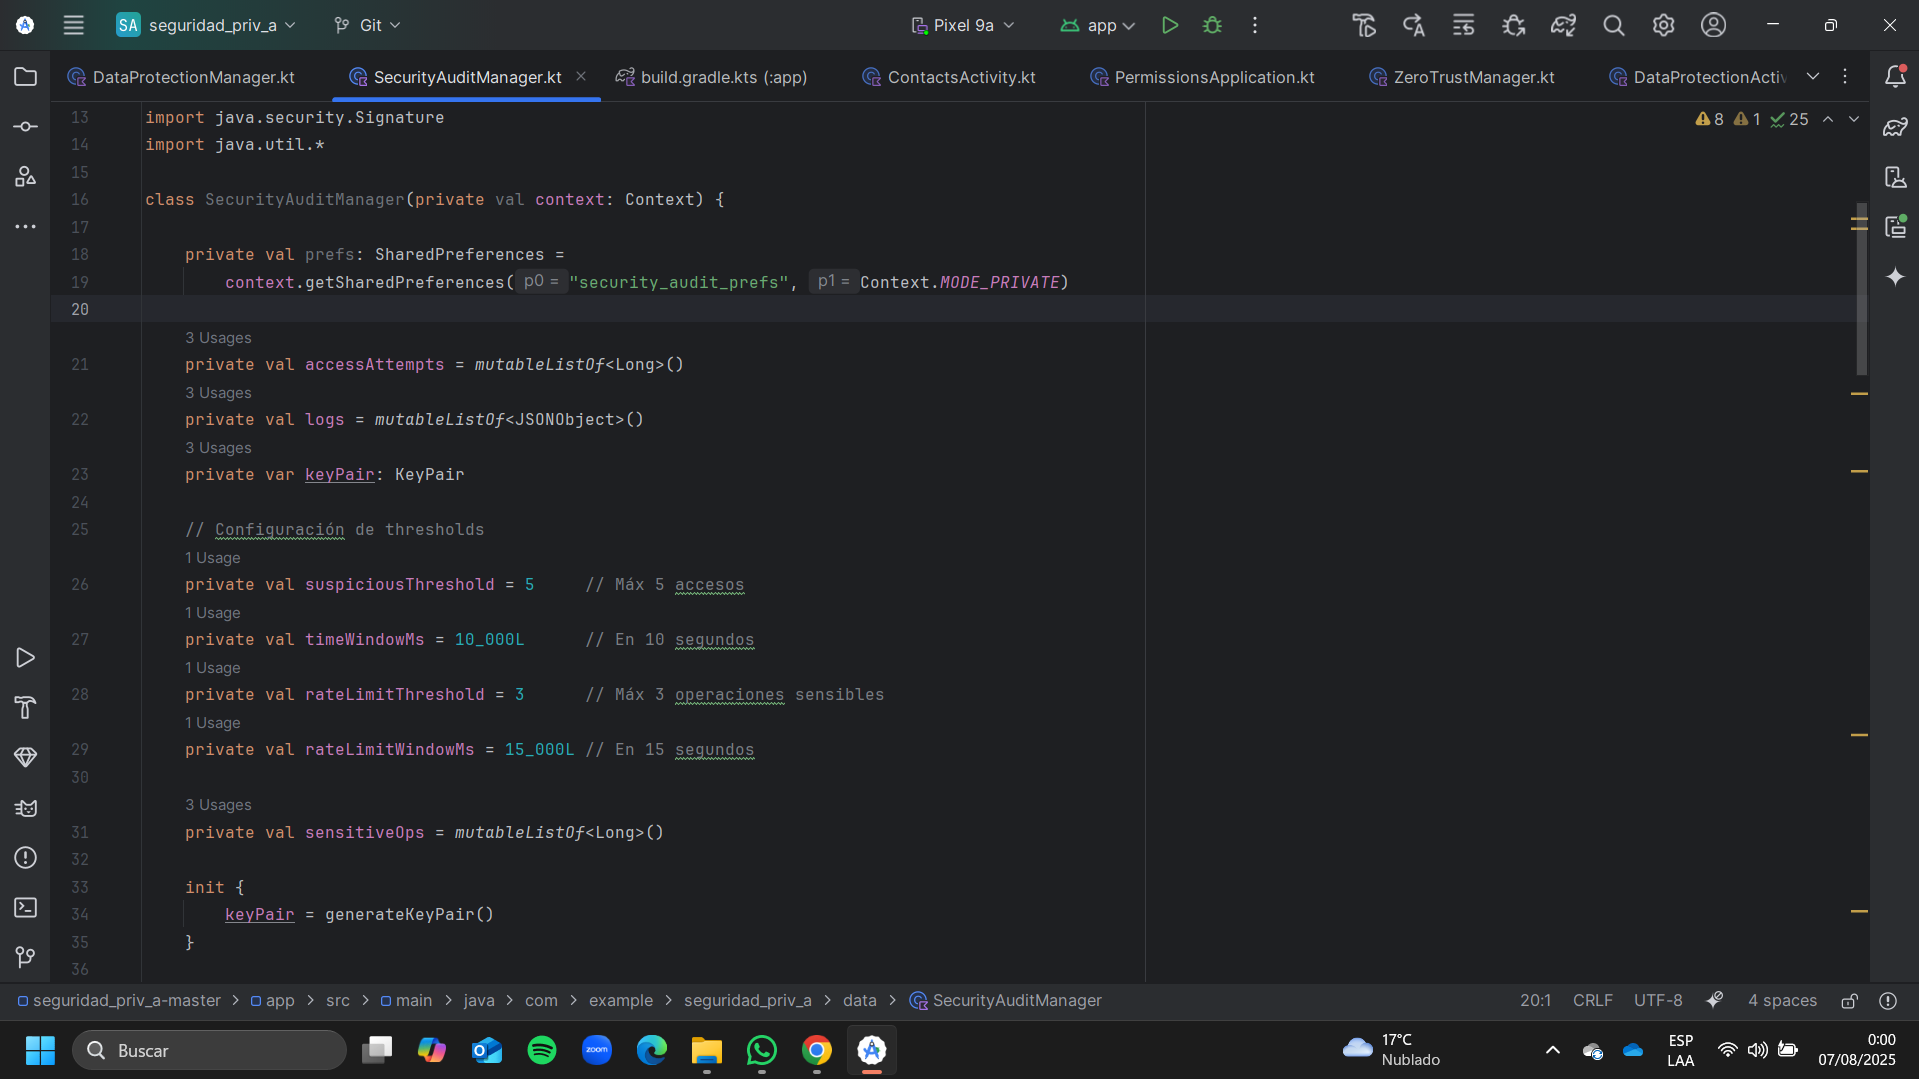 SA seguridad_priv_a Git Pixel 9a app
DataProtectionManager.kt SecurityAuditManager.kt build.gradle.kts (:app) ContactsActivity.kt PermissionsApplication.kt ZeroTrustManager.kt DataProtectionActiv
8 1 25
13 import java.security.Signature
14 import java.util.*
15
16 class SecurityAuditManager(private val context: Context) {
17
18 private val prefs: SharedPreferences =
19 context.getSharedPreferences( p0 = "security_audit_prefs", p1 = Context.MODE_PRIVATE)
20
3 Usages
21 private val accessAttempts = mutableListOf<Long>()
3 Usages
22 private val logs = mutableListOf<JSONObject>()
3 Usages
23 private var keyPair: KeyPair
24
25 // Configuración de thresholds
1 Usage
26 private val suspiciousThreshold = 5 // Máx 5 accesos
1 Usage
27 private val timeWindowMs = 10_000L // En 10 segundos
1 Usage
28 private val rateLimitThreshold = 3 // Máx 3 operaciones sensibles
1 Usage
29 private val rateLimitWindowMs = 15_000L // En 15 segundos
30
3 Usages
31 private val sensitiveOps = mutableListOf<Long>()
32
33 init {
34 keyPair = generateKeyPair()
35 }
36
seguridad_priv_a-master > app > src > main > java > com > example > seguridad_priv_a > data > SecurityAuditManager 20:1 CRLF UTF-8 4 spaces
Buscar
zoom
17°C
Nublado
ESP
LAA
0:00
07/08/2025